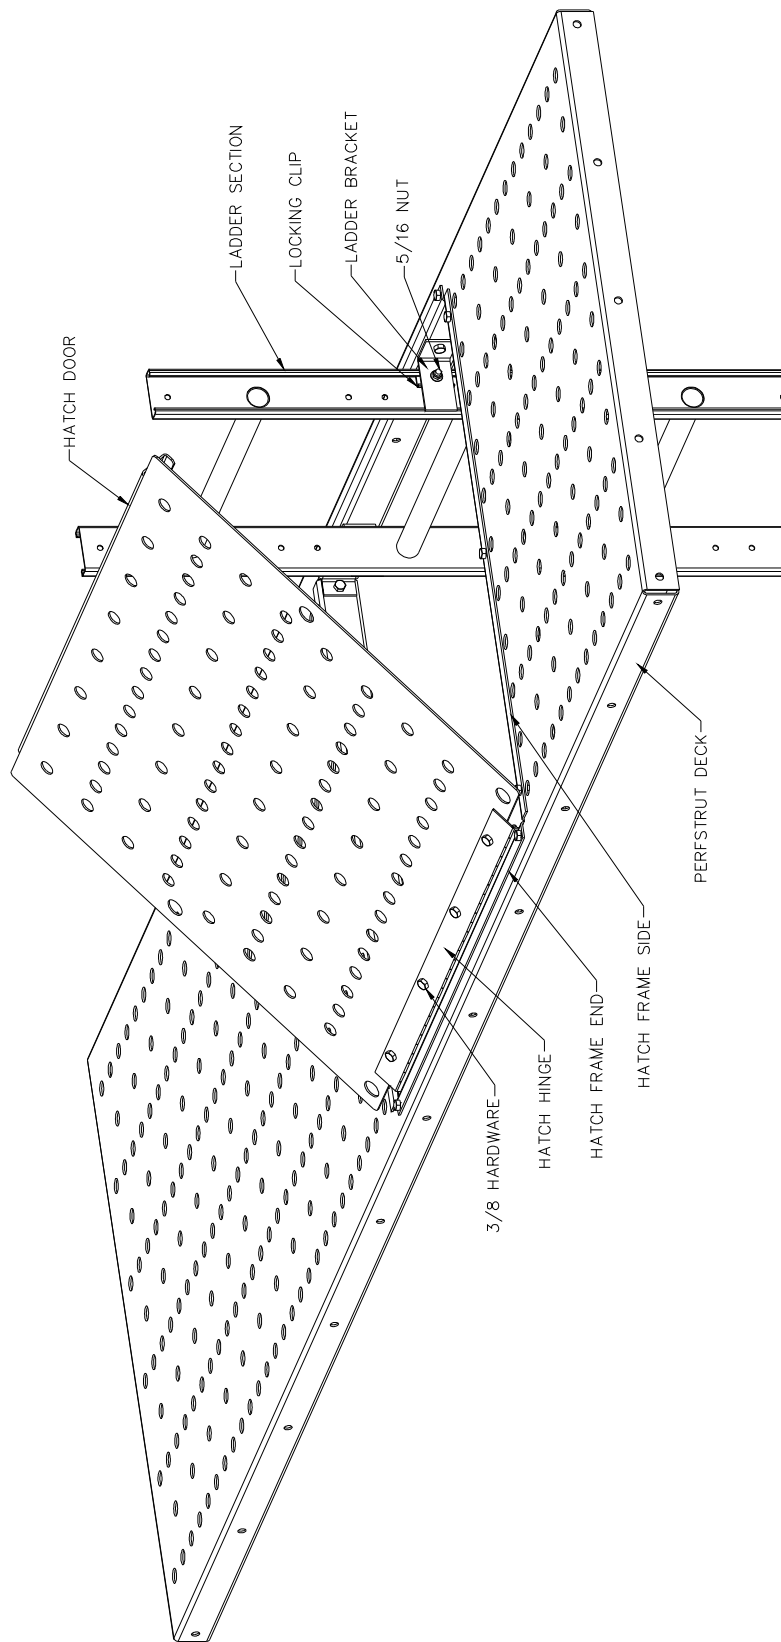 HATCH DOOR
LADDER SECTION
LOCKING CLIP
LADDER BRACKET
5/16 NUT
3/8 HARDWARE
HATCH HINGE
HATCH FRAME END
HATCH FRAME SIDE
PERFSTRUT DECK